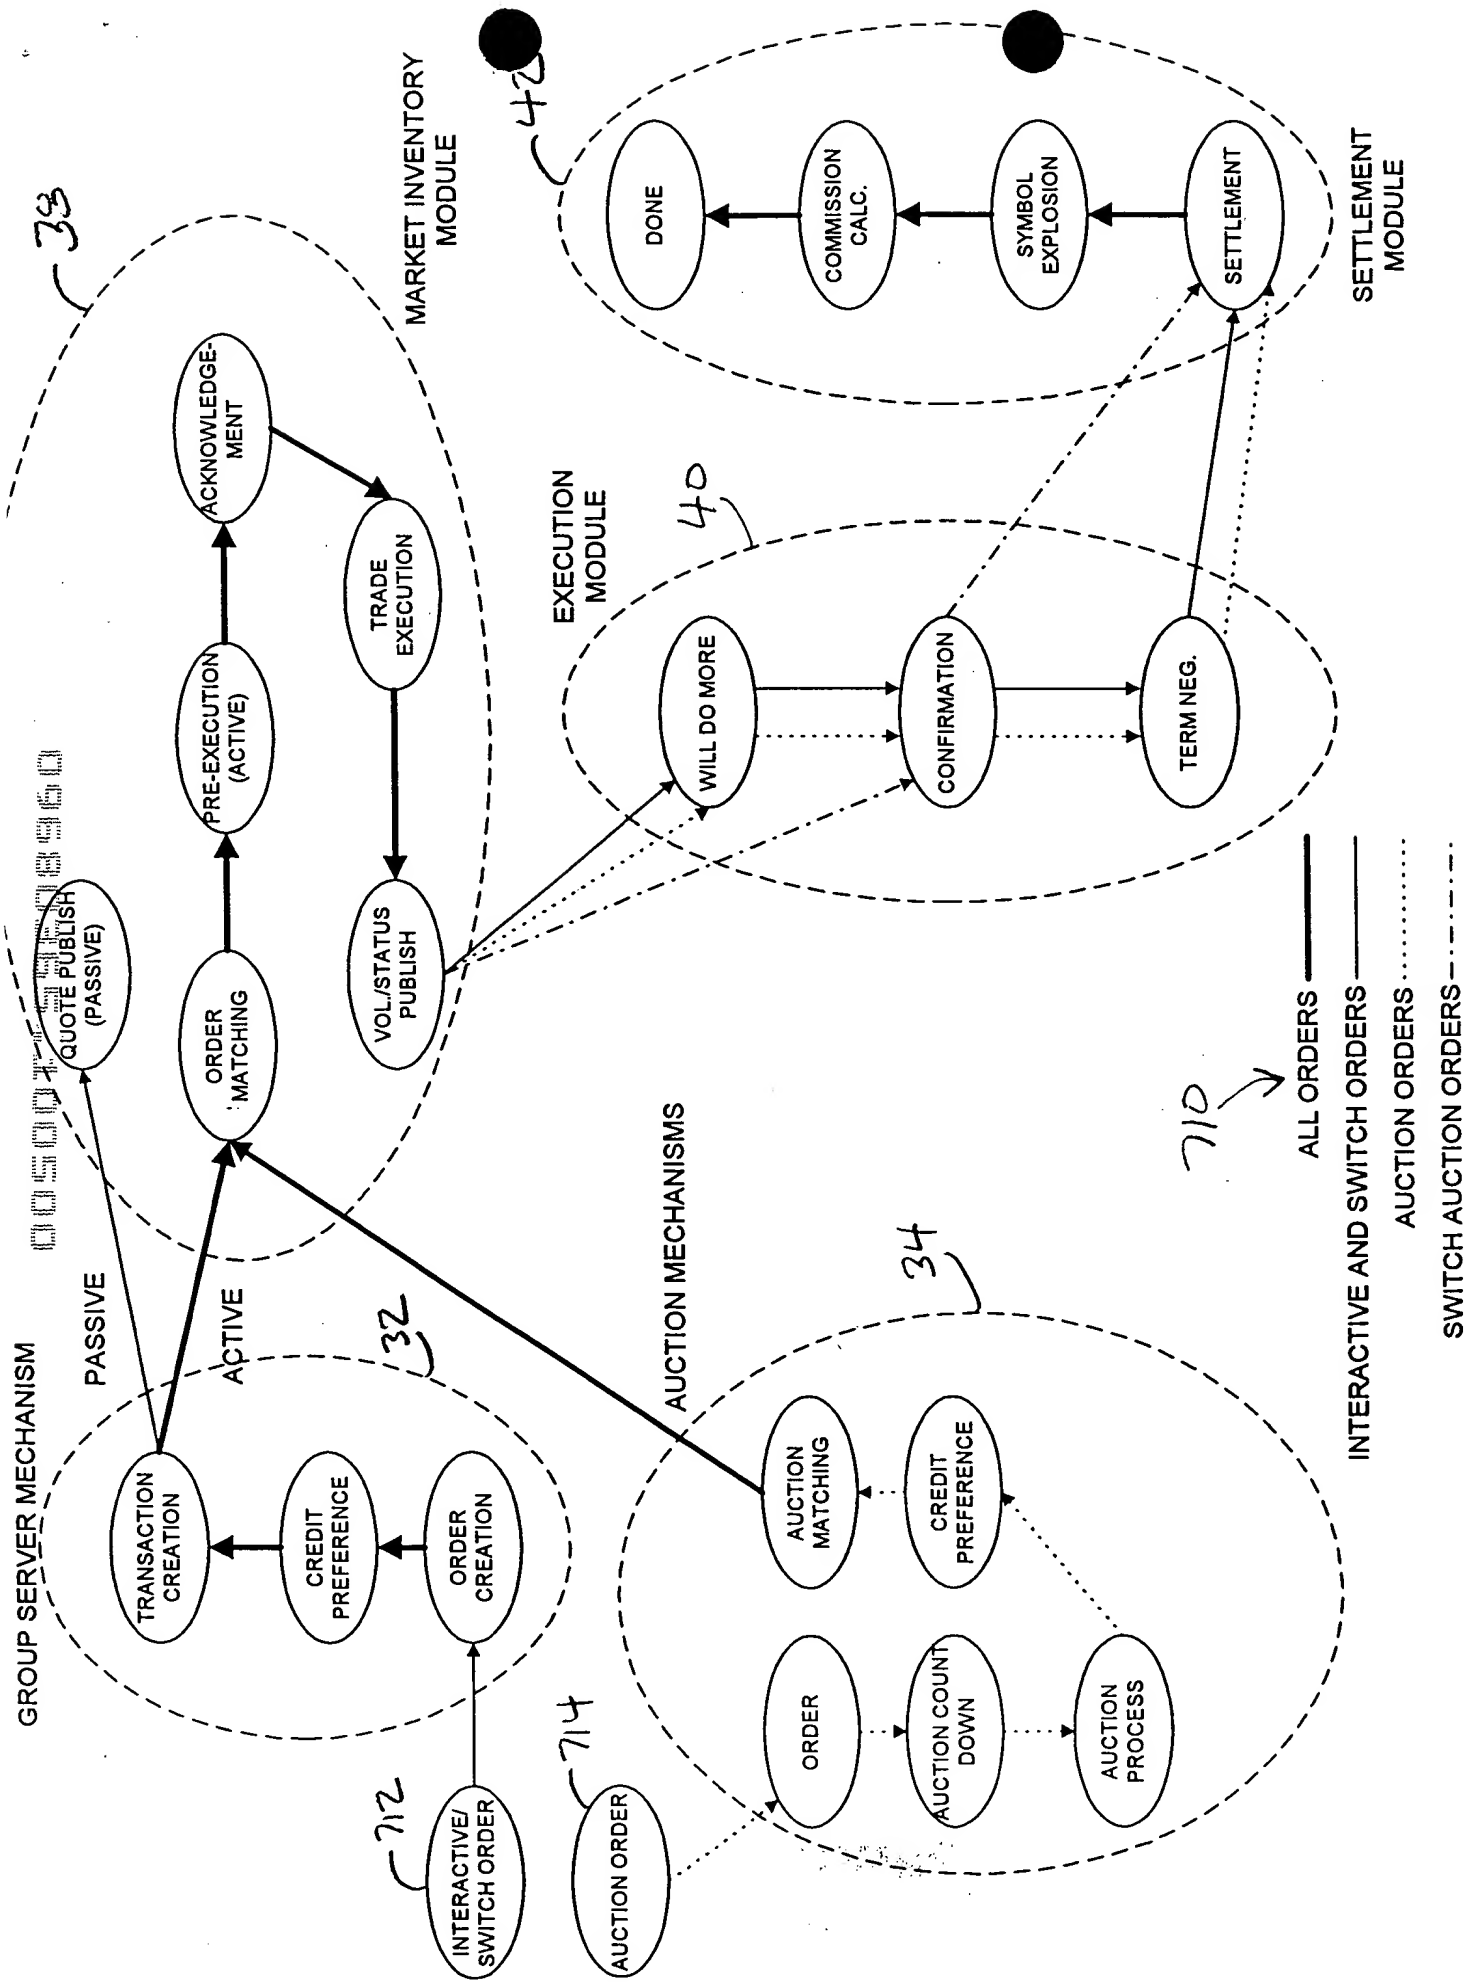 GROUP SERVER MECHANISM
PASSIVE
ACTIVE
TRANSACTION
CREATION
CREDIT
PREFERENCE
ORDER
CREATION
32
712
INTERACTIVE/
SWITCH ORDER
714
AUCTION ORDER
38
QUOTE PUBLISH
(PASSIVE)
ORDER
MATCHING
PRE-EXECUTION
(ACTIVE)
ACKNOWLEDGE-
MENT
TRADE
EXECUTION
VOL./STATUS
PUBLISH
MARKET INVENTORY
MODULE
AUCTION MECHANISMS
34
ORDER
AUCTION COUNT
DOWN
AUCTION
PROCESS
CREDIT
PREFERENCE
AUCTION
MATCHING
EXECUTION
MODULE
40
WILL DO MORE
CONFIRMATION
TERM NEG.
42
DONE
COMMISSION
CALC.
SYMBOL
EXPLOSION
SETTLEMENT
SETTLEMENT
MODULE
710
ALL ORDERS
INTERACTIVE AND SWITCH ORDERS
AUCTION ORDERS
SWITCH AUCTION ORDERS